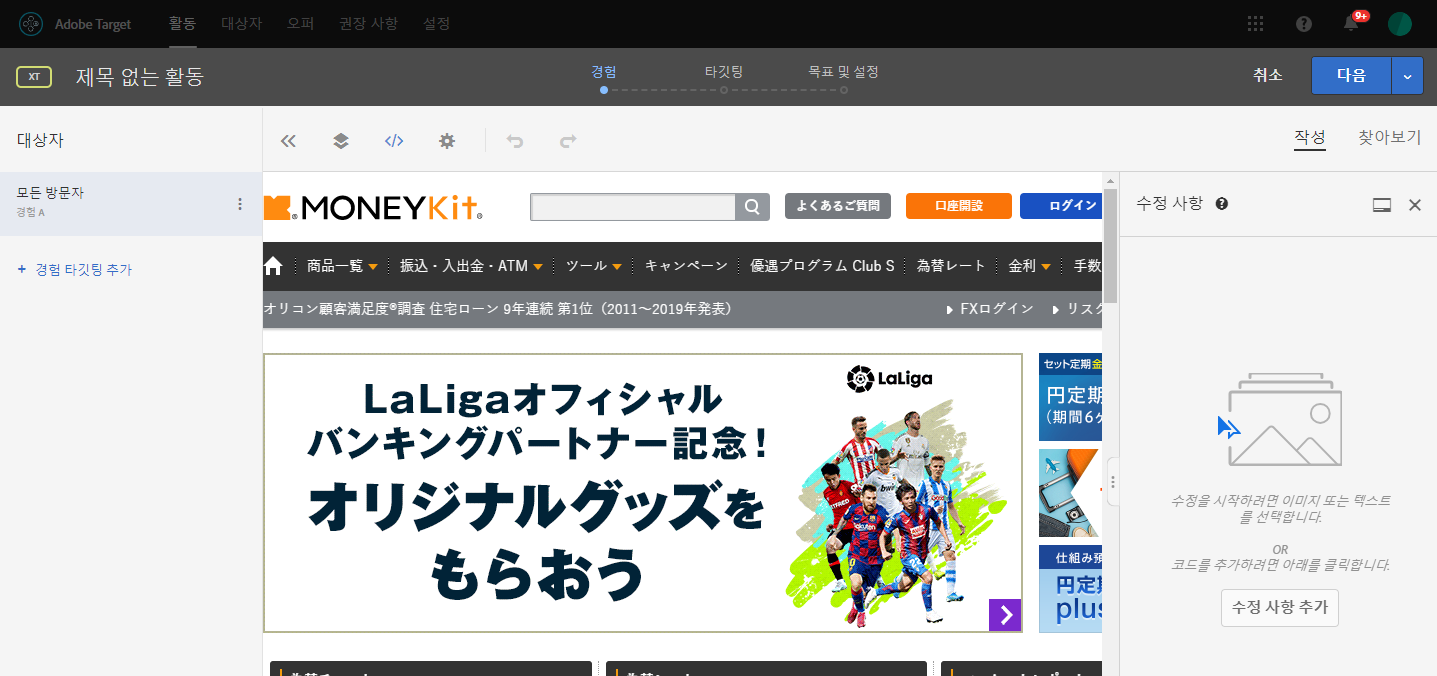 Adobe Target 활동 대상자 오퍼 권장 사항 설정 9+
XT 제목 없는 활동 경험 타깃팅 목표 및 설정 취소 다음
대상자 </> 작성 찾아보기
모든 방문자
경험 A
+ 경험 타깃팅 추가
MONEYKit. よくあるご質問 口座開設 ログイン
商品一覧 振込・入出金・ATM ツール キャンペーン 優遇プログラム Club S 為替レート 金利 手数
オリコン顧客満足度®調査 住宅ローン 9年連続 第1位（2011～2019年発表） FXログイン リスク
LaLiga
LaLigaオフィシャル
バンキングパートナー記念！
オリジナルグッズを
もらおう
セット定期金
円定期
（期間6ヶ
仕組み預
円定期
plus
수정 사항
수정을 시작하려면 이미지 또는 텍스트
를 선택합니다.
OR
코드를 추가하려면 아래를 클릭합니다.
수정 사항 추가